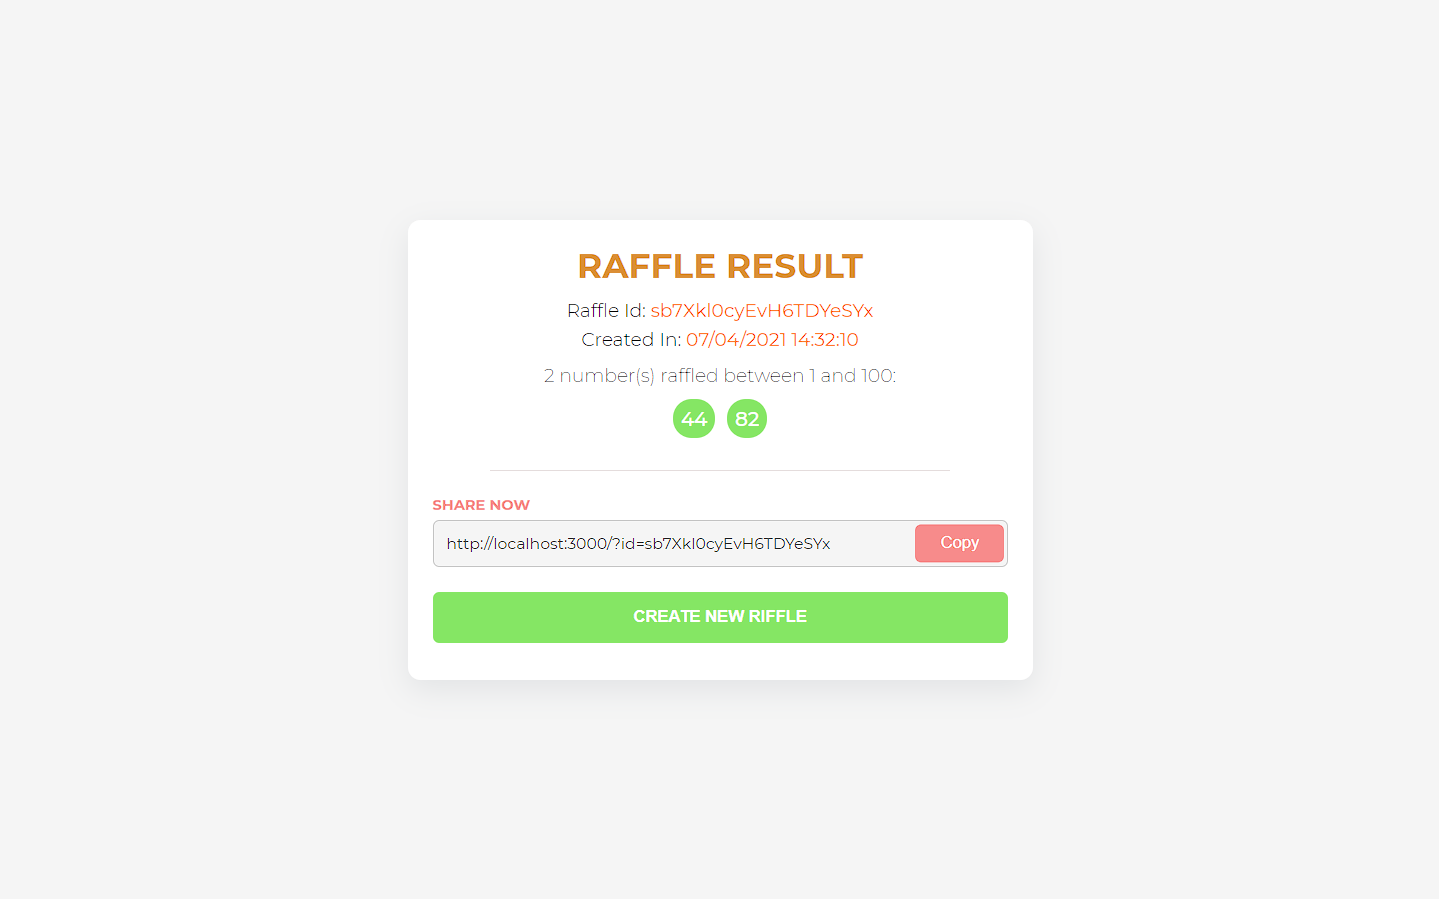 RAFFLE RESULT
Raffle Id: sb7Xkl0cyEvH6TDYeSYx
Created In: 07/04/2021 14:32:10
2 number(s) raffled between 1 and 100:
44 82
SHARE NOW
http://localhost:3000/?id=sb7Xkl0cyEvH6TDYeSYx Copy
CREATE NEW RIFFLE